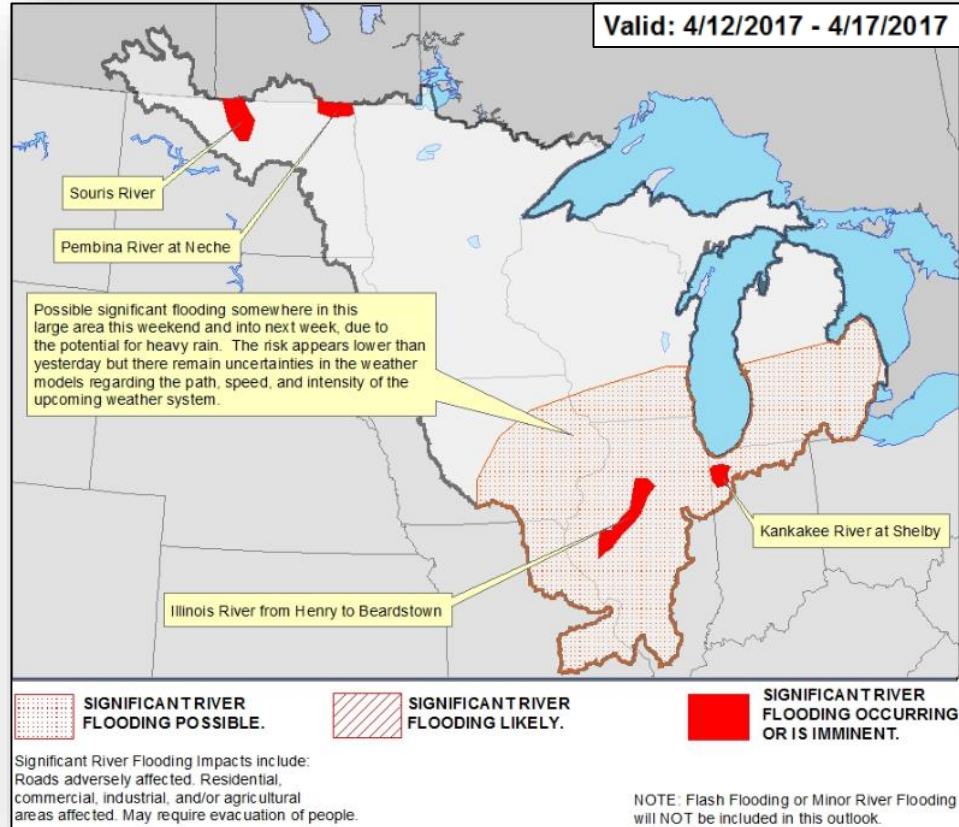 Valid: 4/12/2017 - 4/17/2017
Souris River
Pembina River at Neche
Possible significant flooding somewhere in this
large area this weekend and into next week, due to
the potential for heavy rain. The risk appears lower than
yesterday but there remain uncertainties in the weather
models regarding the path, speed, and intensity of the
upcoming weather system.
Kankakee River at Shelby
Illinois River from Henry to Beardstown
SIGNIFICANT RIVER
FLOODING POSSIBLE.
SIGNIFICANT RIVER
FLOODING LIKELY.
SIGNIFICANT RIVER
FLOODING OCCURRING
OR IS IMMINENT.
Significant River Flooding Impacts include:
Roads adversely affected. Residential,
commercial, industrial, and/or agricultural
areas affected. May require evacuation of people.
NOTE: Flash Flooding or Minor River Flooding
will NOT be included in this outlook.